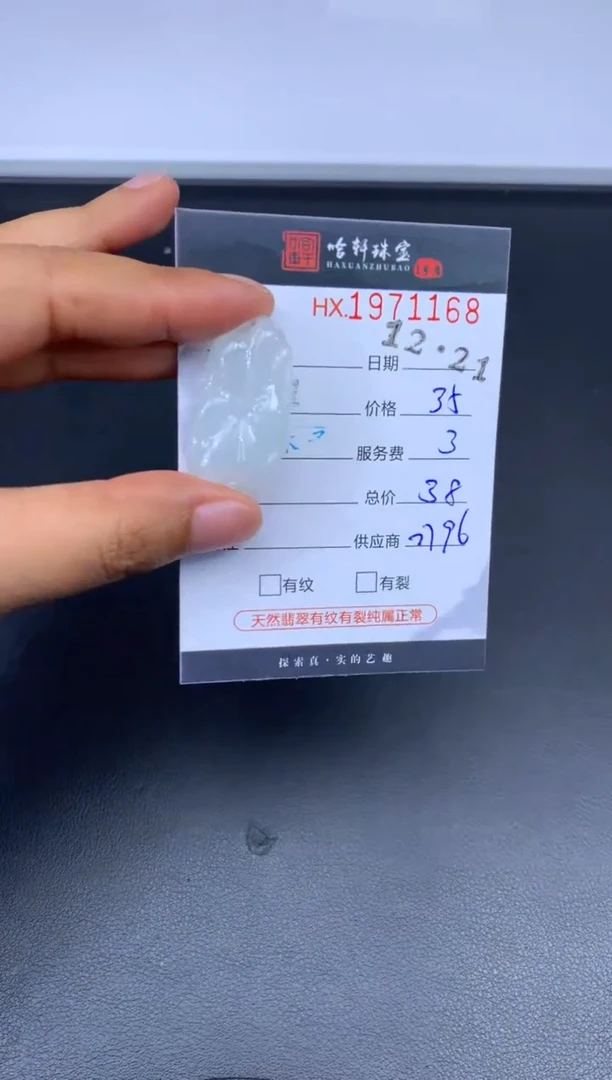 哈轩珠宝
HAXUANZHUBAO
HX.1971168
日期 12·21
价格 35
服务费 3
总价 38
供应商 2796
有纹 有裂
天然翡翠有纹有裂纯属正常
探索真·实的艺趣